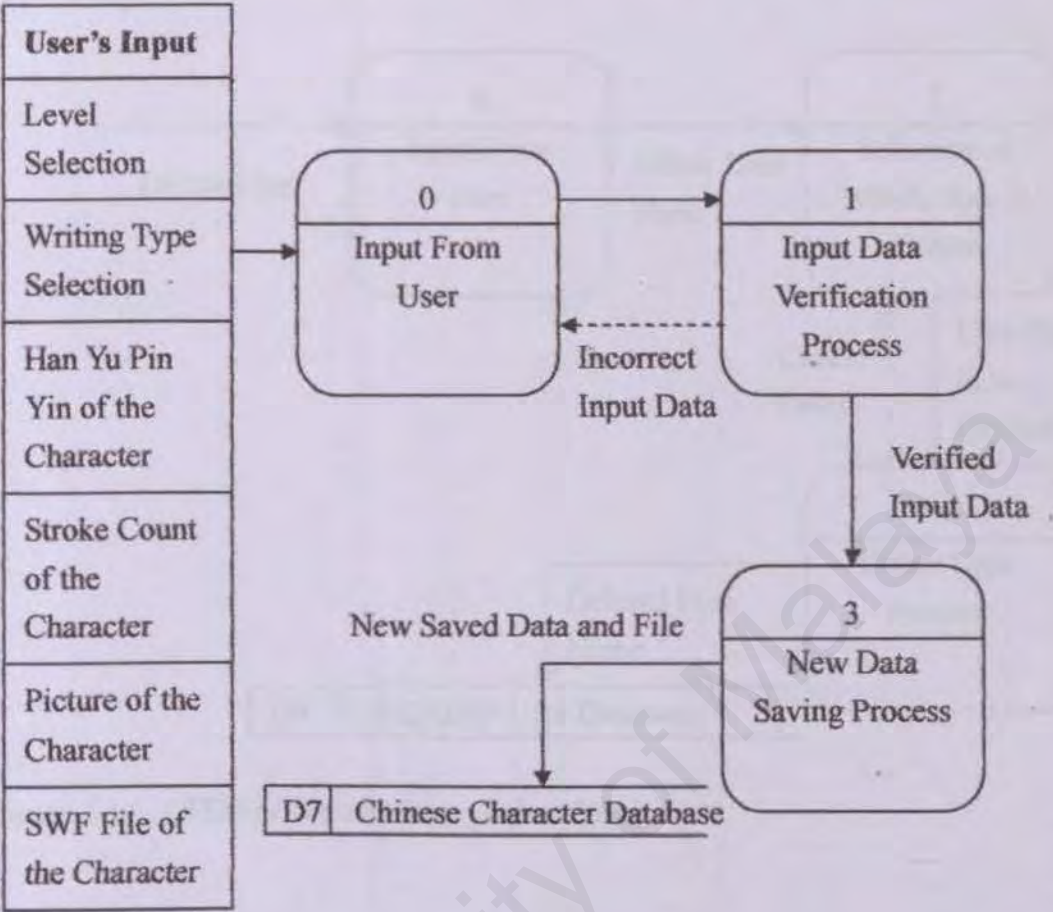 User's Input
Level
Selection
Writing Type
Selection
Han Yu Pin
Yin of the
Character
Stroke Count
of the
Character
Picture of the
Character
SWF File of
the Character
0
Input From
User
1
Input Data
Verification
Process
Incorrect
Input Data
Verified
Input Data
3
New Data
Saving Process
New Saved Data and File
D7 Chinese Character Database
ity of Malaya